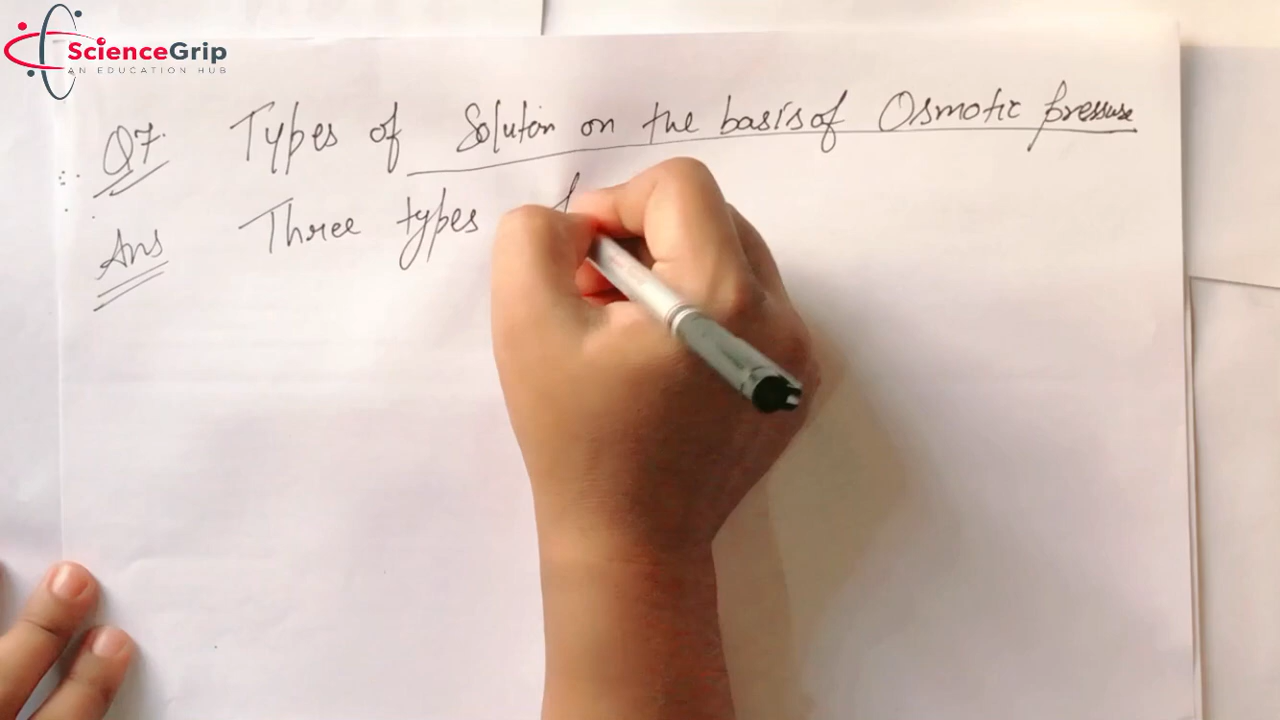 ScienceGrip
AN EDUCATION HUB
Q7. Types of Solution on the basis of Osmotic pressure
Ans Three types